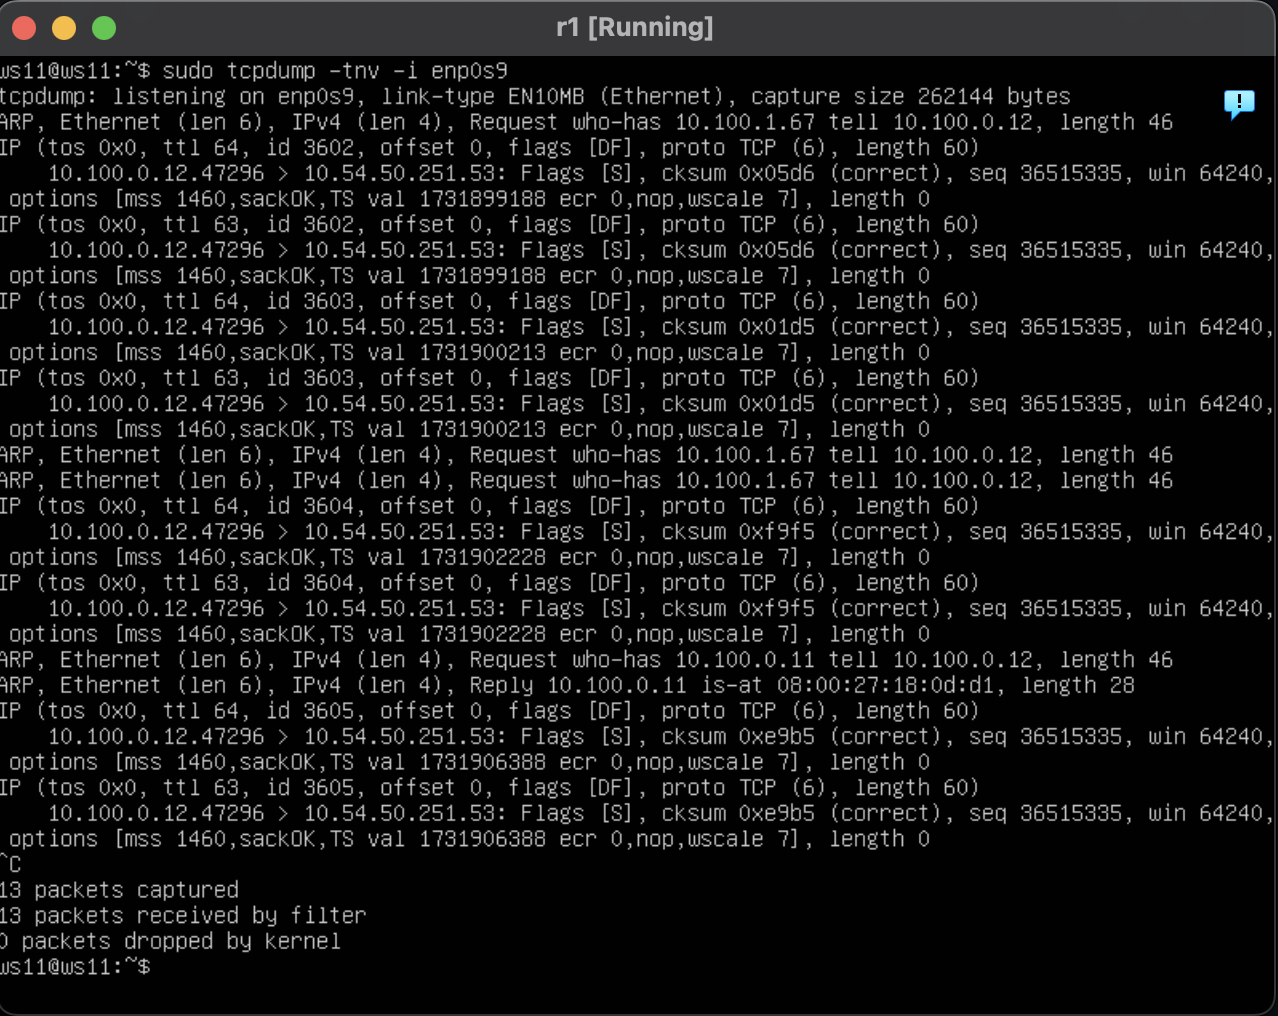 r1 [Running]
ws11@ws11:~$ sudo tcpdump -tnv -i enp0s9
tcpdump: listening on enp0s9, link-type EN10MB (Ethernet), capture size 262144 bytes
ARP, Ethernet (len 6), IPv4 (len 4), Request who-has 10.100.1.67 tell 10.100.0.12, length 46
IP (tos 0x0, ttl 64, id 3602, offset 0, flags [DF], proto TCP (6), length 60)
    10.100.0.12.47296 > 10.54.50.251.53: Flags [S], cksum 0x05d6 (correct), seq 36515335, win 64240,
 options [mss 1460,sackOK,TS val 1731899188 ecr 0,nop,wscale 7], length 0
IP (tos 0x0, ttl 63, id 3602, offset 0, flags [DF], proto TCP (6), length 60)
    10.100.0.12.47296 > 10.54.50.251.53: Flags [S], cksum 0x05d6 (correct), seq 36515335, win 64240,
 options [mss 1460,sackOK,TS val 1731899188 ecr 0,nop,wscale 7], length 0
IP (tos 0x0, ttl 64, id 3603, offset 0, flags [DF], proto TCP (6), length 60)
    10.100.0.12.47296 > 10.54.50.251.53: Flags [S], cksum 0x01d5 (correct), seq 36515335, win 64240,
 options [mss 1460,sackOK,TS val 1731900213 ecr 0,nop,wscale 7], length 0
IP (tos 0x0, ttl 63, id 3603, offset 0, flags [DF], proto TCP (6), length 60)
    10.100.0.12.47296 > 10.54.50.251.53: Flags [S], cksum 0x01d5 (correct), seq 36515335, win 64240,
 options [mss 1460,sackOK,TS val 1731900213 ecr 0,nop,wscale 7], length 0
ARP, Ethernet (len 6), IPv4 (len 4), Request who-has 10.100.1.67 tell 10.100.0.12, length 46
ARP, Ethernet (len 6), IPv4 (len 4), Request who-has 10.100.1.67 tell 10.100.0.12, length 46
IP (tos 0x0, ttl 64, id 3604, offset 0, flags [DF], proto TCP (6), length 60)
    10.100.0.12.47296 > 10.54.50.251.53: Flags [S], cksum 0xf9f5 (correct), seq 36515335, win 64240,
 options [mss 1460,sackOK,TS val 1731902228 ecr 0,nop,wscale 7], length 0
IP (tos 0x0, ttl 63, id 3604, offset 0, flags [DF], proto TCP (6), length 60)
    10.100.0.12.47296 > 10.54.50.251.53: Flags [S], cksum 0xf9f5 (correct), seq 36515335, win 64240,
 options [mss 1460,sackOK,TS val 1731902228 ecr 0,nop,wscale 7], length 0
ARP, Ethernet (len 6), IPv4 (len 4), Request who-has 10.100.0.11 tell 10.100.0.12, length 46
ARP, Ethernet (len 6), IPv4 (len 4), Reply 10.100.0.11 is-at 08:00:27:18:0d:d1, length 28
IP (tos 0x0, ttl 64, id 3605, offset 0, flags [DF], proto TCP (6), length 60)
    10.100.0.12.47296 > 10.54.50.251.53: Flags [S], cksum 0xe9b5 (correct), seq 36515335, win 64240,
 options [mss 1460,sackOK,TS val 1731906388 ecr 0,nop,wscale 7], length 0
IP (tos 0x0, ttl 63, id 3605, offset 0, flags [DF], proto TCP (6), length 60)
    10.100.0.12.47296 > 10.54.50.251.53: Flags [S], cksum 0xe9b5 (correct), seq 36515335, win 64240,
 options [mss 1460,sackOK,TS val 1731906388 ecr 0,nop,wscale 7], length 0
^C
13 packets captured
13 packets received by filter
0 packets dropped by kernel
ws11@ws11:~$